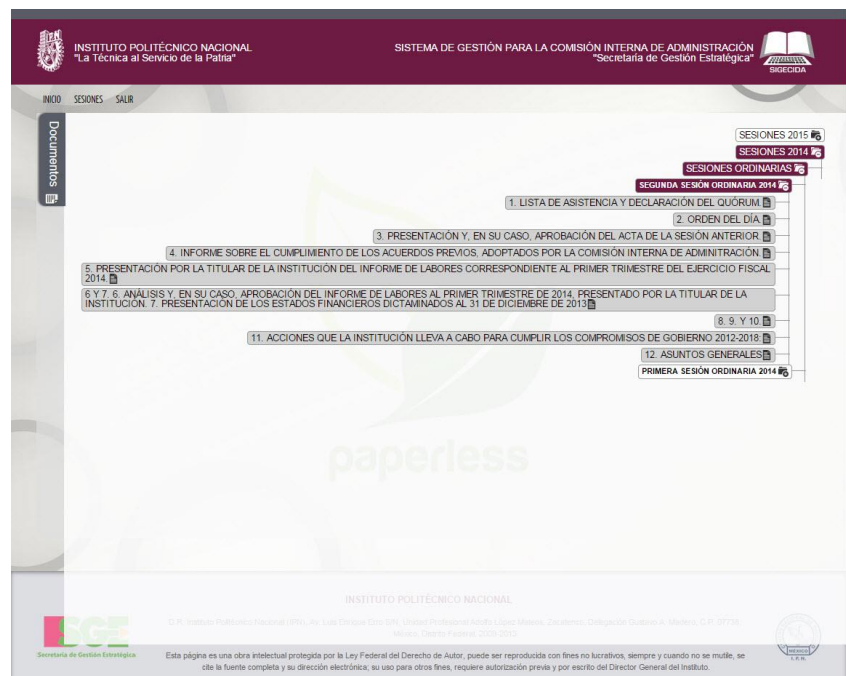 INSTITUTO POLITÉCNICO NACIONAL
"La Técnica al Servicio de la Patria"
SISTEMA DE GESTIÓN PARA LA COMISIÓN INTERNA DE ADMINISTRACIÓN
"Secretaría de Gestión Estratégica"
SIGECIDA
INICIO SESIONES SALIR
Documentos
SESIONES 2015
SESIONES 2014
SESIONES ORDINARIAS
SEGUNDA SESIÓN ORDINARIA 2014
1. LISTA DE ASISTENCIA Y DECLARACIÓN DEL QUÓRUM.
2. ORDEN DEL DÍA.
3. PRESENTACIÓN Y, EN SU CASO, APROBACIÓN DEL ACTA DE LA SESIÓN ANTERIOR.
4. INFORME SOBRE EL CUMPLIMIENTO DE LOS ACUERDOS PREVIOS, ADOPTADOS POR LA COMISIÓN INTERNA DE ADMINITRACIÓN.
5. PRESENTACIÓN POR LA TITULAR DE LA INSTITUCIÓN DEL INFORME DE LABORES CORRESPONDIENTE AL PRIMER TRIMESTRE DEL EJERCICIO FISCAL
2014.
6 Y 7. 6. ANÁLISIS Y, EN SU CASO, APROBACIÓN DEL INFORME DE LABORES AL PRIMER TRIMESTRE DE 2014, PRESENTADO POR LA TITULAR DE LA
INSTITUCIÓN. 7. PRESENTACIÓN DE LOS ESTADOS FINANCIEROS DICTAMINADOS AL 31 DE DICIEMBRE DE 2013
8. 9. Y 10.
11. ACCIONES QUE LA INSTITUCIÓN LLEVA A CABO PARA CUMPLIR LOS COMPROMISOS DE GOBIERNO 2012-2018.
12. ASUNTOS GENERALES
PRIMERA SESIÓN ORDINARIA 2014
paperless
INSTITUTO POLITÉCNICO NACIONAL
SGE
Secretaría de Gestión Estratégica
Esta página es una obra intelectual protegida por la Ley Federal del Derecho de Autor, puede ser reproducida con fines no lucrativos, siempre y cuando no se mutile, se
cite la fuente completa y su dirección electrónica; su uso para otros fines, requiere autorización previa y por escrito del Director General del Instituto.
MÉXICO
I.P.N.